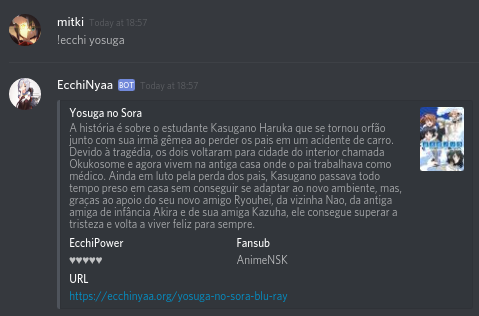 mitki Today at 18:57
!ecchi yosuga
EcchiNyaa BOT Today at 18:57
Yosuga no Sora
A história é sobre o estudante Kasugano Haruka que se tornou orfão
junto com sua irmã gêmea ao perder os pais em um acidente de carro.
Devido à tragédia, os dois voltaram para cidade do interior chamada
Okukosome e agora vivem na antiga casa onde o pai trabalhava como
médico. Ainda em luto pela perda dos pais, Kasugano passava todo
tempo preso em casa sem conseguir se adaptar ao novo ambiente, mas,
graças ao apoio do seu novo amigo Ryouhei, da vizinha Nao, da antiga
amiga de infância Akira e de sua amiga Kazuha, ele consegue superar a
tristeza e volta a viver feliz para sempre.
EcchiPower Fansub
♥♥♥♥♥ AnimeNSK
URL
https://ecchinyaa.org/yosuga-no-sora-blu-ray